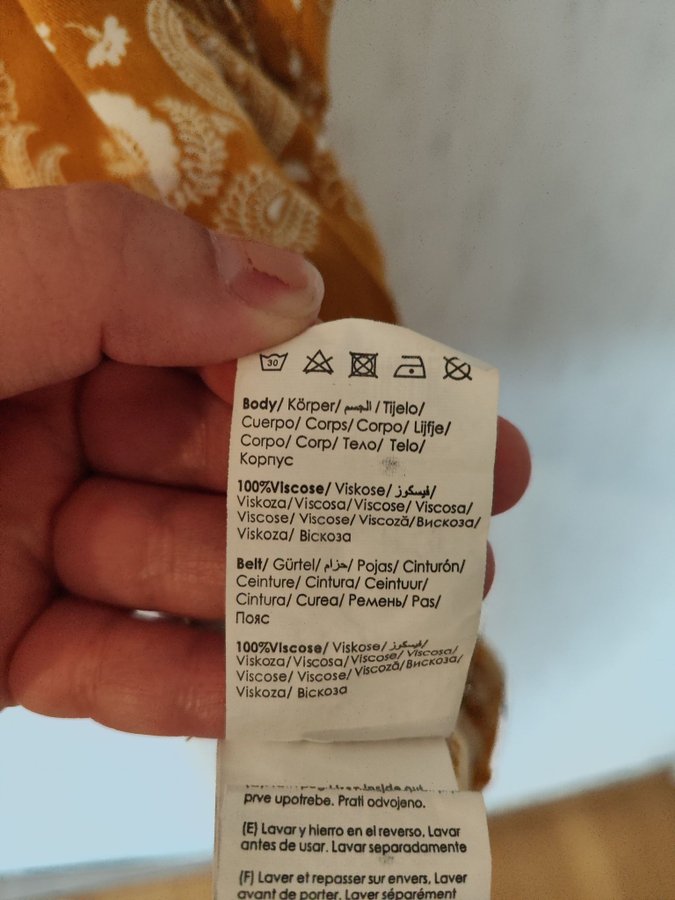 30
Body/ Körper/ الجسم / Tijelo/
Cuerpo/ Corps/ Corpo/ Lijfje/
Corpo/ Corp/ Тело/ Telo/
Корпус
100%Viscose/ Viskose/ فيسكوز/
Viskoza/Viscosa/Viscose/ Viscosa/
Viscose/ Viscose/ Viscoză/Вискоза/
Viskoza/ Віскоза
Belt/ Gürtel/ حزام/ Pojas/ Cinturón/
Ceinture/ Cintura/ Ceintuur/
Cintura/ Curea/ Ремень/ Pas/
Пояс
100%Viscose/ Viskose/ فيسكوز/
Viskoza/Viscosa/Viscose/ Viscosa/
Viscose/ Viscose/ Viscoză/Вискоза/
Viskoza/ Віскоза
inside out
prve upotrebe. Prati odvojeno.
(E) Lavar y hierro en el reverso, Lavar
antes de usar. Lavar separadamente
(F) Laver et repasser sur envers, Laver
avant de porter. Laver séparément